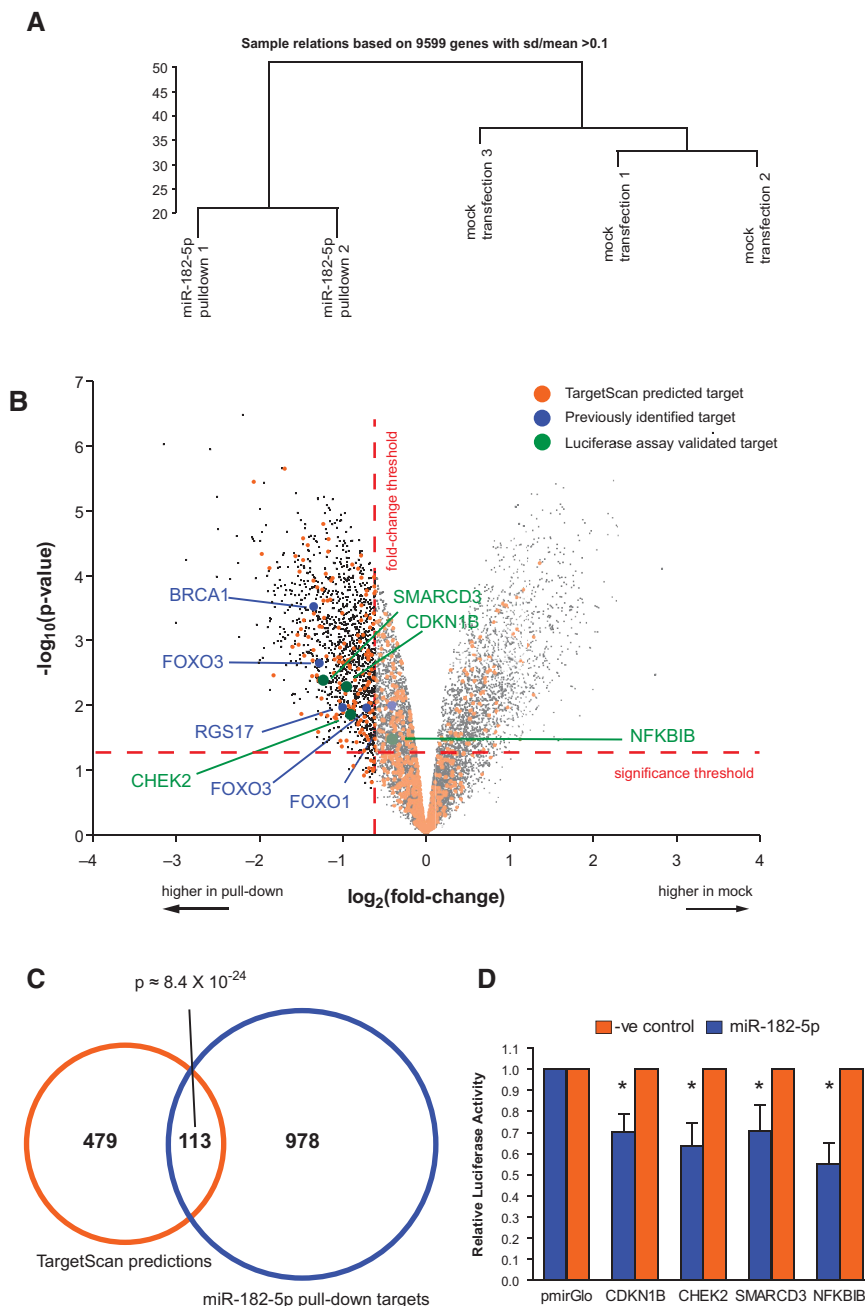 A
Sample relations based on 9599 genes with sd/mean >0.1
50
45
40
35
30
25
20
miR-182-5p
pulldown 1
miR-182-5p
pulldown 2
mock
transfection 3
mock
transfection 1
mock
transfection 2
B
7
6
5
4
3
2
1
0
-log10(p-value)
TargetScan predicted target
Previously identified target
Luciferase assay validated target
fold-change threshold
BRCA1
SMARCD3
CDKN1B
FOXO3
RGS17
NFKBIB
CHEK2
FOXO3
FOXO1
significance threshold
–4 –3 –2 –1 0 1 2 3 4
higher in pull-down
log2(fold-change)
higher in mock
C
p ≈ 8.4 X 10-24
479
113
978
TargetScan predictions
miR-182-5p pull-down targets
D
-ve control
miR-182-5p
1.1
1.0
0.9
0.8
0.7
0.6
0.5
0.4
0.3
0.2
0.1
0.0
Relative Luciferase Activity
* * * *
pmirGlo CDKN1B CHEK2 SMARCD3 NFKBIB